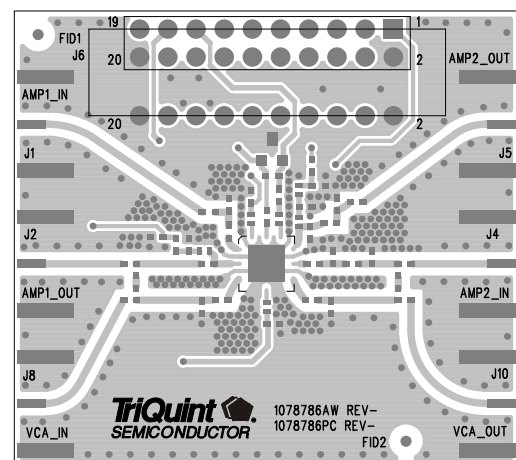 19 1
FID1
J6
20 2
AMP2_OUT
AMP1_IN
20 2
J1 J5
J2 J4
AMP1_OUT AMP2_IN
J8 J10
TriQuint
SEMICONDUCTOR
1078786AW REV-
1078786PC REV-
FID2
VCA_IN VCA_OUT